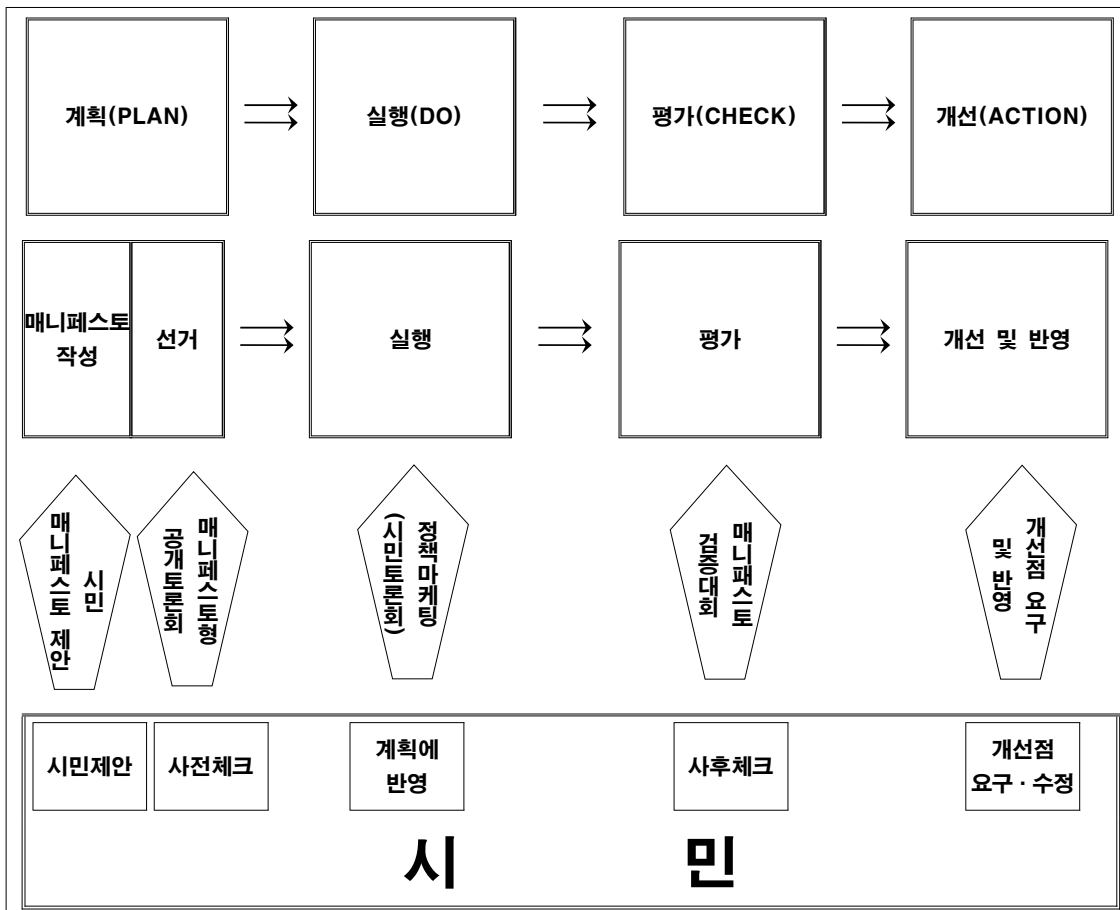 계획(PLAN)
실행(DO)
평가(CHECK)
개선(ACTION)
매니페스토
작성
선거
실행
평가
개선 및 반영
시민
매니페스토 제안
매니페스토형
공개토론회
정책마케팅
(시민토론회)
매니패스토
검증대회
개선점 요구
및 반영
시민제안
사전체크
계획에
반영
사후체크
개선점
요구·수정
시 민